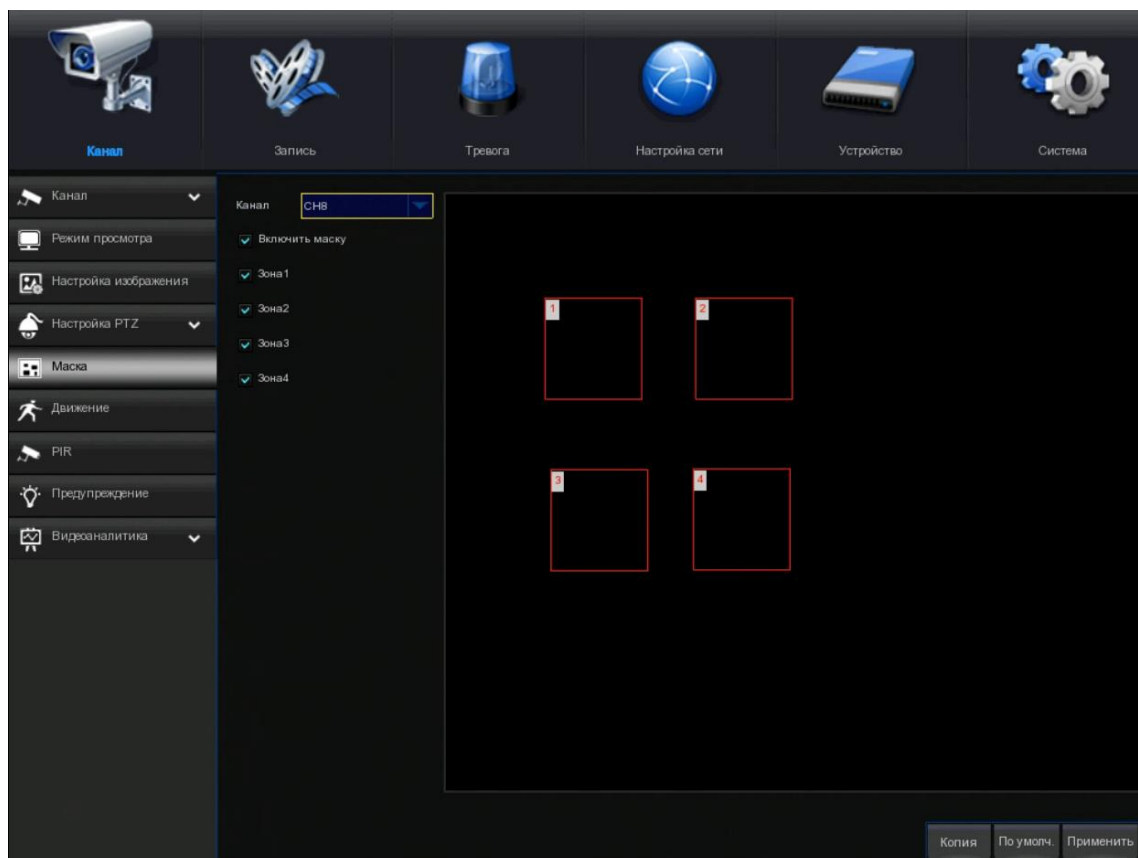 Канал
Запись
Тревога
Настройка сети
Устройство
Система
Канал
Режим просмотра
Настройка изображения
Настройка PTZ
Маска
Движение
PIR
Предупреждение
Видеоаналитика
Канал CH8
Включить маску
Зона1
Зона2
Зона3
Зона4
1 2
3 4
Копия По умолч. Применить